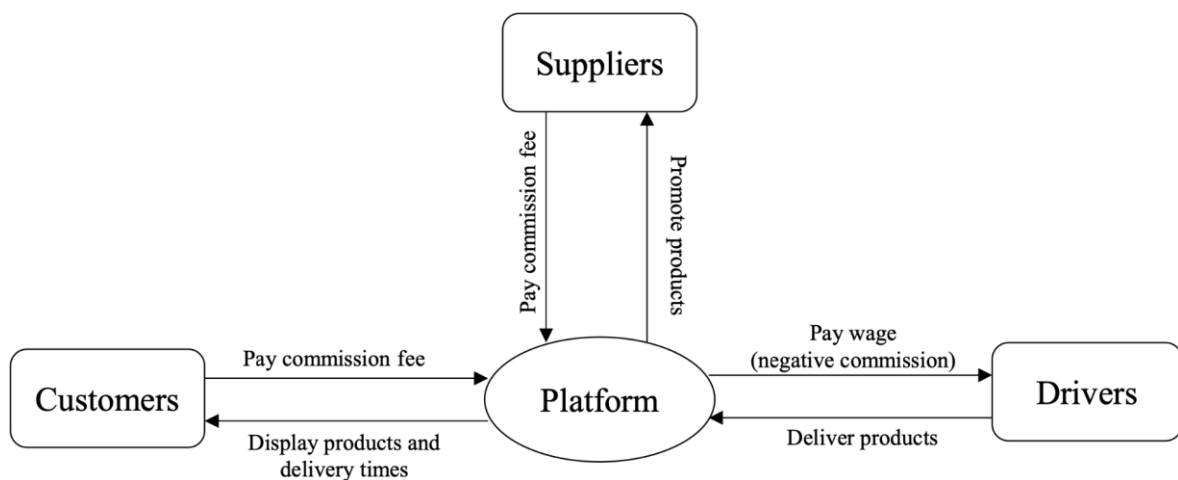 Suppliers
Pay commission fee
Promote products
Pay commission fee
Pay wage
(negative commission)
Customers
Platform
Drivers
Display products and
delivery times
Deliver products